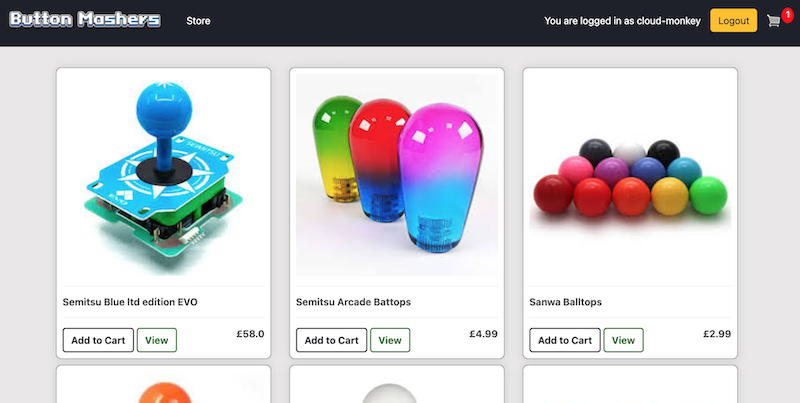 Button Mashers
Store
You are logged in as cloud-monkey
Logout
1
SEIMITSU
Semitsu Blue ltd edition EVO
Add to Cart
View
£58.0
Semitsu Arcade Battops
Add to Cart
View
£4.99
Sanwa Balltops
Add to Cart
View
£2.99